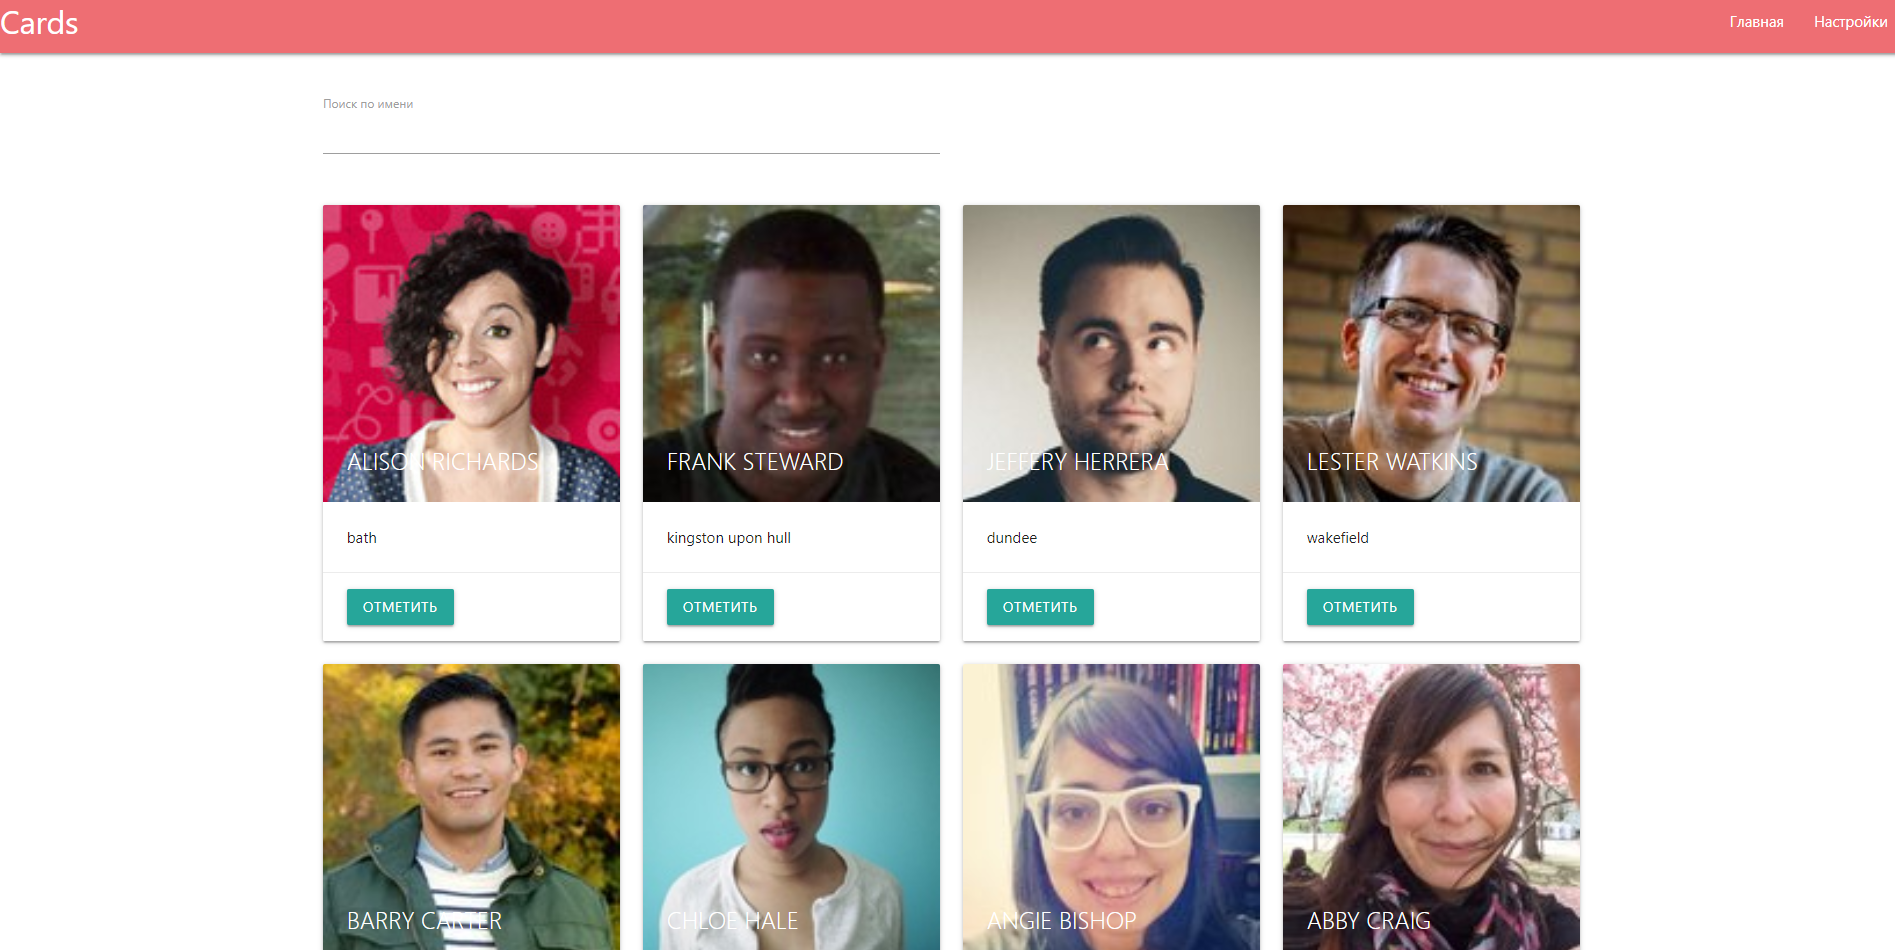 Cards
Главная
Настройки
Поиск по имени
ALISON RICHARDS
FRANK STEWARD
JEFFERY HERRERA
LESTER WATKINS
bath
kingston upon hull
dundee
wakefield
ОТМЕТИТЬ
ОТМЕТИТЬ
ОТМЕТИТЬ
ОТМЕТИТЬ
BARRY CARTER
CHLOE HALE
ANGIE BISHOP
ABBY CRAIG